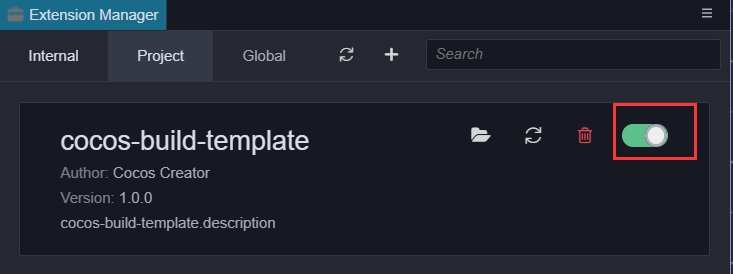 Extension Manager
Internal
Project
Global
Search
cocos-build-template
Author: Cocos Creator
Version: 1.0.0
cocos-build-template.description